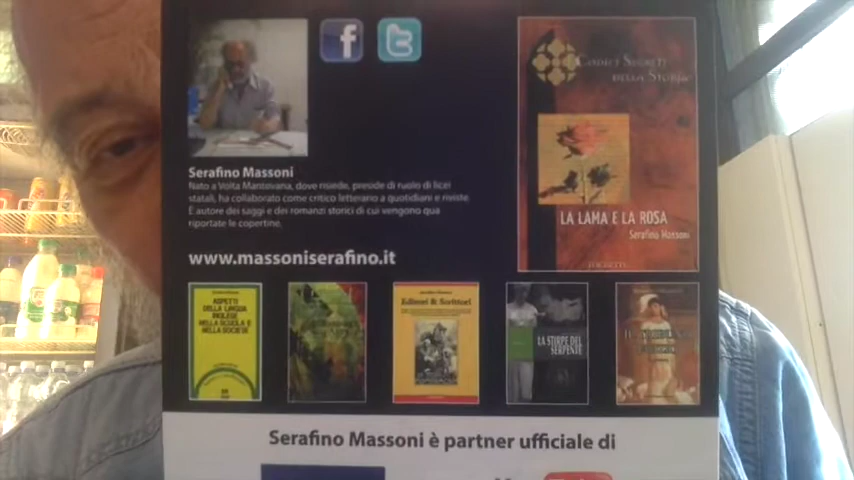 f
t
CODICI SEGRETI
DELLA STORIA
LA LAMA E LA ROSA
Serafino Massoni
Serafino Massoni
Nato a Volta Mantovana, dove risiede, preside di ruolo di licei
statali, ha collaborato come critico letterario a quotidiani e riviste
È autore dei saggi e dei romanzi storici di cui vengono qua
riportate le copertine.
www.massoniserafino.it
ASPETTI
DELLA LINGUA
INGLESE
NELLA SCUOLA E
NELLA SOCIETA'
Editori & Scrittori
LA STIRPE DEL
SERPENTE
Serafino Massoni è partner ufficiale di